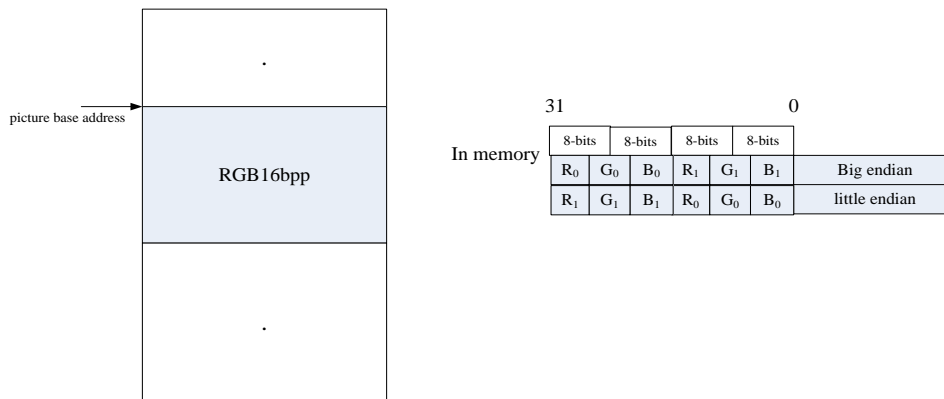 .
picture base address
RGB16bpp
.
31 0
8-bits 8-bits 8-bits 8-bits
In memory
R₀ G₀ B₀ R₁ G₁ B₁ Big endian
R₁ G₁ B₁ R₀ G₀ B₀ little endian